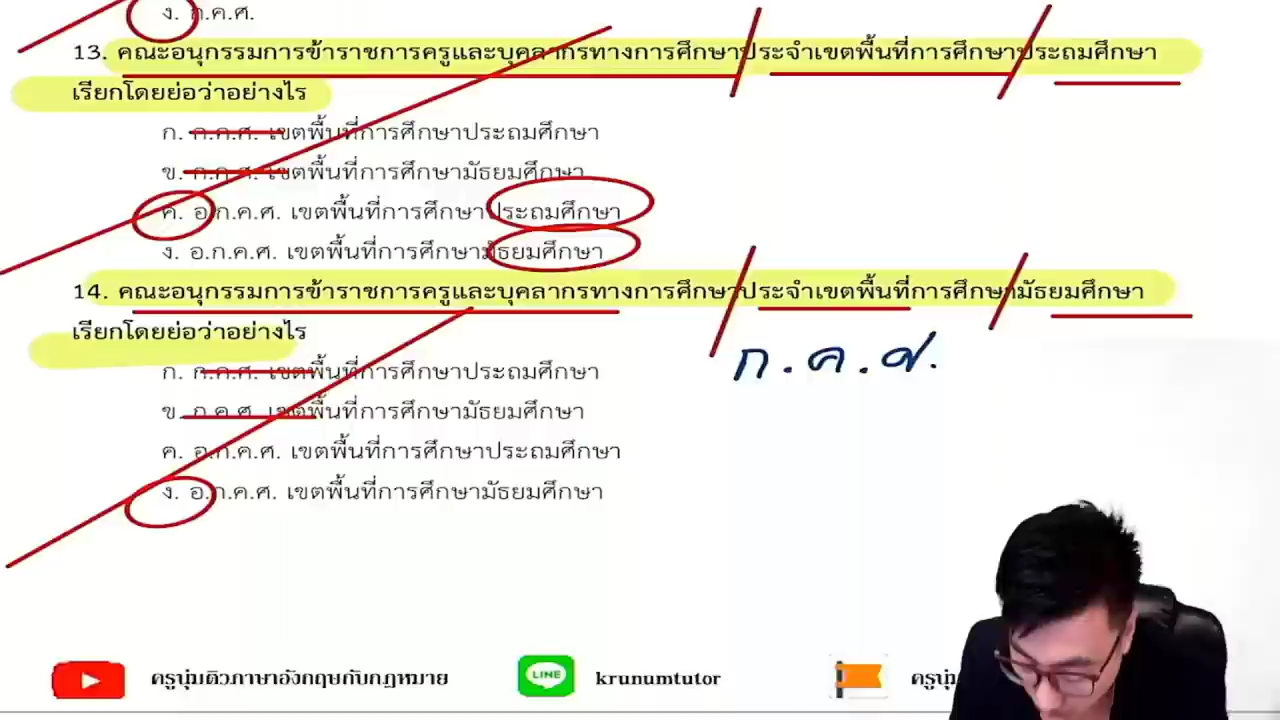 ง. ก.ค.ศ.
13. คณะอนุกรรมการข้าราชการครูและบุคลากรทางการศึกษาประจำเขตพื้นที่การศึกษาประถมศึกษา
เรียกโดยย่อว่าอย่างไร
ก. ก.ค.ศ. เขตพื้นที่การศึกษาประถมศึกษา
ข. ก.ค.ศ. เขตพื้นที่การศึกษามัธยมศึกษา
ค. อ.ก.ค.ศ. เขตพื้นที่การศึกษาประถมศึกษา
ง. อ.ก.ค.ศ. เขตพื้นที่การศึกษามัธยมศึกษา
14. คณะอนุกรรมการข้าราชการครูและบุคลากรทางการศึกษาประจำเขตพื้นที่การศึกษามัธยมศึกษา
เรียกโดยย่อว่าอย่างไร
ก.ค.ศ.
ก. ก.ค.ศ. เขตพื้นที่การศึกษาประถมศึกษา
ข. ก.ค.ศ. เขตพื้นที่การศึกษามัธยมศึกษา
ค. อ.ก.ค.ศ. เขตพื้นที่การศึกษาประถมศึกษา
ง. อ.ก.ค.ศ. เขตพื้นที่การศึกษามัธยมศึกษา
ครูนุ่มติวภาษาอังกฤษกับกฎหมาย LINE krunumtutor